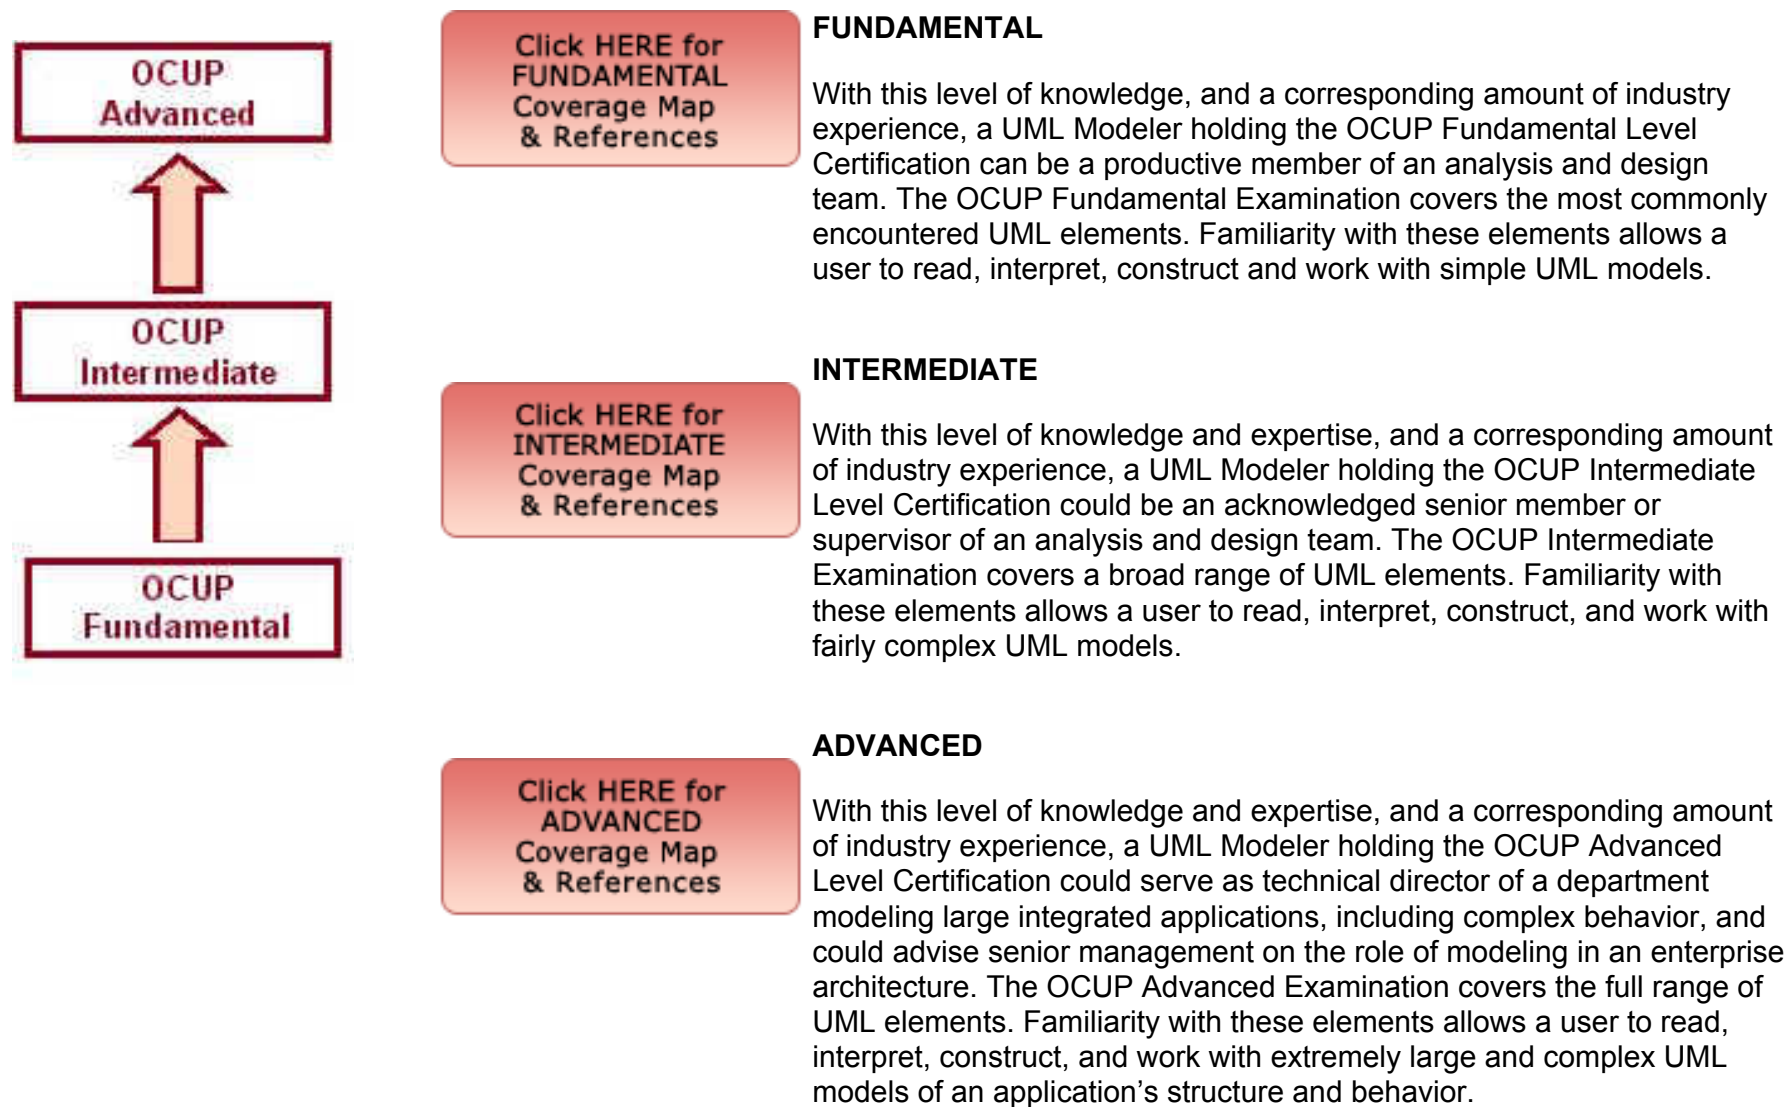 OCUP
Advanced
OCUP
Intermediate
OCUP
Fundamental
Click HERE for
FUNDAMENTAL
Coverage Map
& References
FUNDAMENTAL
With this level of knowledge, and a corresponding amount of industry
experience, a UML Modeler holding the OCUP Fundamental Level
Certification can be a productive member of an analysis and design
team. The OCUP Fundamental Examination covers the most commonly
encountered UML elements. Familiarity with these elements allows a
user to read, interpret, construct and work with simple UML models.
Click HERE for
INTERMEDIATE
Coverage Map
& References
INTERMEDIATE
With this level of knowledge and expertise, and a corresponding amount
of industry experience, a UML Modeler holding the OCUP Intermediate
Level Certification could be an acknowledged senior member or
supervisor of an analysis and design team. The OCUP Intermediate
Examination covers a broad range of UML elements. Familiarity with
these elements allows a user to read, interpret, construct, and work with
fairly complex UML models.
Click HERE for
ADVANCED
Coverage Map
& References
ADVANCED
With this level of knowledge and expertise, and a corresponding amount
of industry experience, a UML Modeler holding the OCUP Advanced
Level Certification could serve as technical director of a department
modeling large integrated applications, including complex behavior, and
could advise senior management on the role of modeling in an enterprise
architecture. The OCUP Advanced Examination covers the full range of
UML elements. Familiarity with these elements allows a user to read,
interpret, construct, and work with extremely large and complex UML
models of an application’s structure and behavior.